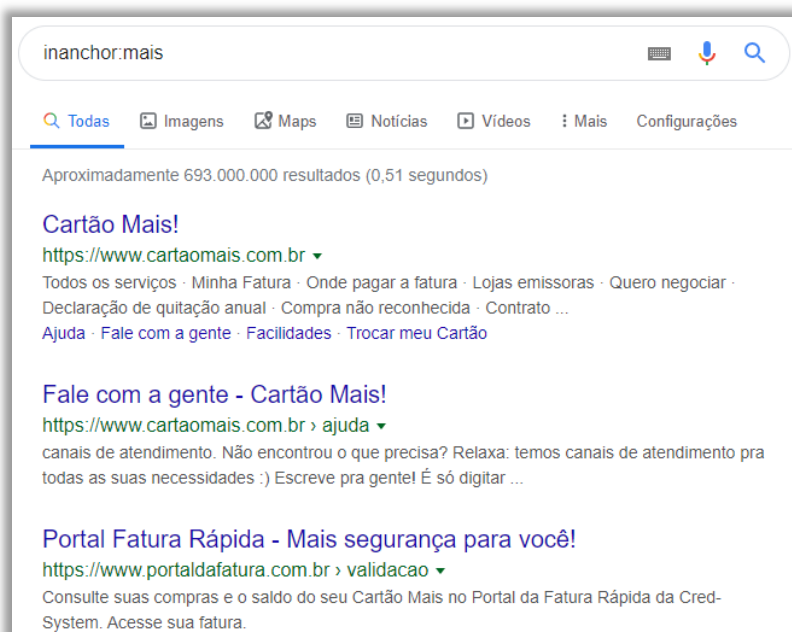 inanchor:mais
Todas Imagens Maps Notícias Vídeos Mais Configurações
Aproximadamente 693.000.000 resultados (0,51 segundos)
Cartão Mais!
https://www.cartaomais.com.br
Todos os serviços · Minha Fatura · Onde pagar a fatura · Lojas emissoras · Quero negociar ·
Declaração de quitação anual · Compra não reconhecida · Contrato ...
Ajuda · Fale com a gente · Facilidades · Trocar meu Cartão
Fale com a gente - Cartão Mais!
https://www.cartaomais.com.br › ajuda
canais de atendimento. Não encontrou o que precisa? Relaxa: temos canais de atendimento pra
todas as suas necessidades :) Escreve pra gente! É só digitar ...
Portal Fatura Rápida - Mais segurança para você!
https://www.portaldafatura.com.br › validacao
Consulte suas compras e o saldo do seu Cartão Mais no Portal da Fatura Rápida da Cred-
System. Acesse sua fatura.